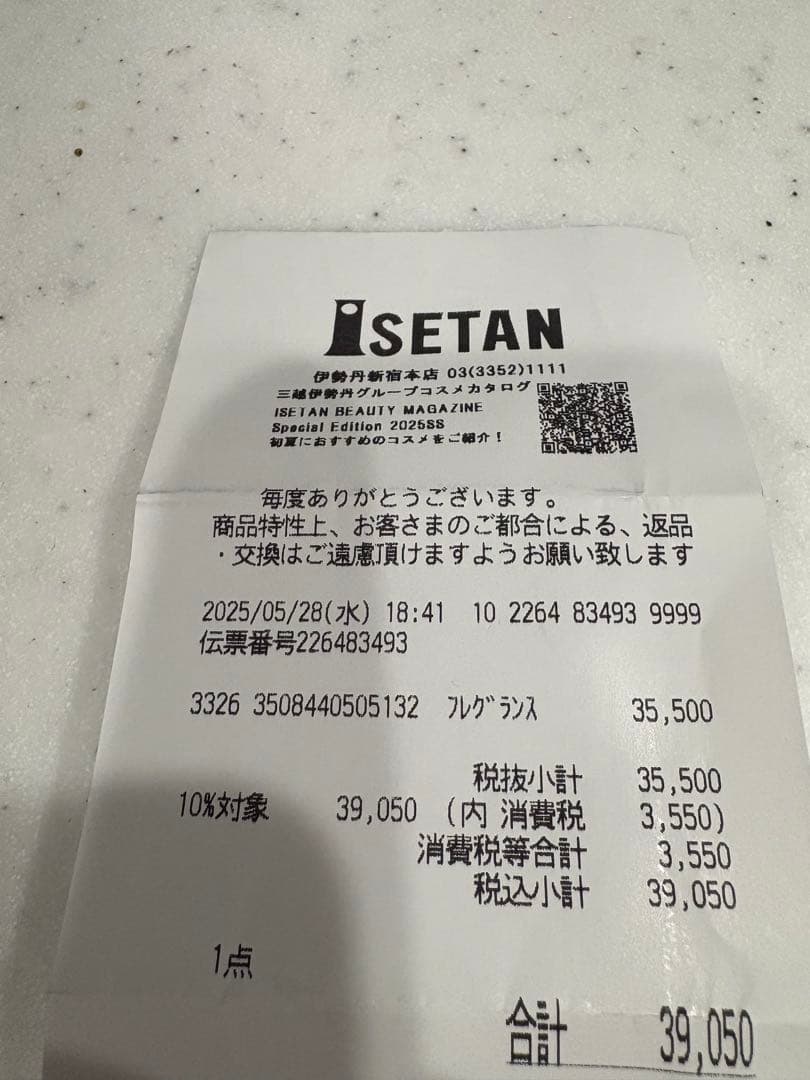 ISETAN
伊勢丹新宿本店 03(3352)1111
三越伊勢丹グループコスメカタログ
ISETAN BEAUTY MAGAZINE
Special Edition 2025SS
初夏におすすめのコスメをご紹介！
毎度ありがとうございます。
商品特性上、お客さまのご都合による、返品
・交換はご遠慮頂けますようお願い致します
2025/05/28(水) 18:41 10 2264 83493 9999
伝票番号226483493
3326 3508440505132 ﾌﾚｸﾞﾗﾝｽ 35,500
税抜小計 35,500
10%対象 39,050 (内 消費税 3,550)
消費税等合計 3,550
税込小計 39,050
1点
合計 39,050